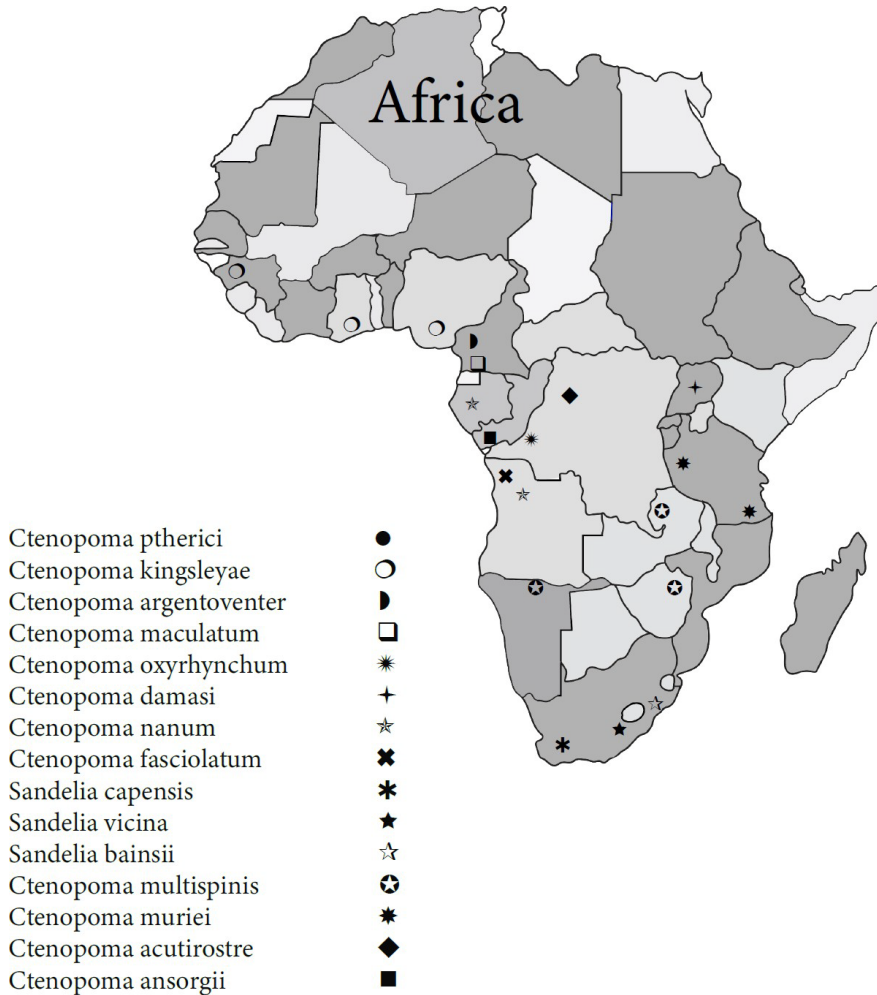 Africa
Ctenopoma ptherici
Ctenopoma kingsleyae
Ctenopoma argentoventer
Ctenopoma maculatum
Ctenopoma oxyrhynchum
Ctenopoma damasi
Ctenopoma nanum
Ctenopoma fasciolatum
Sandelia capensis
Sandelia vicina
Sandelia bainsii
Ctenopoma multispinis
Ctenopoma muriei
Ctenopoma acutirostre
Ctenopoma ansorgii